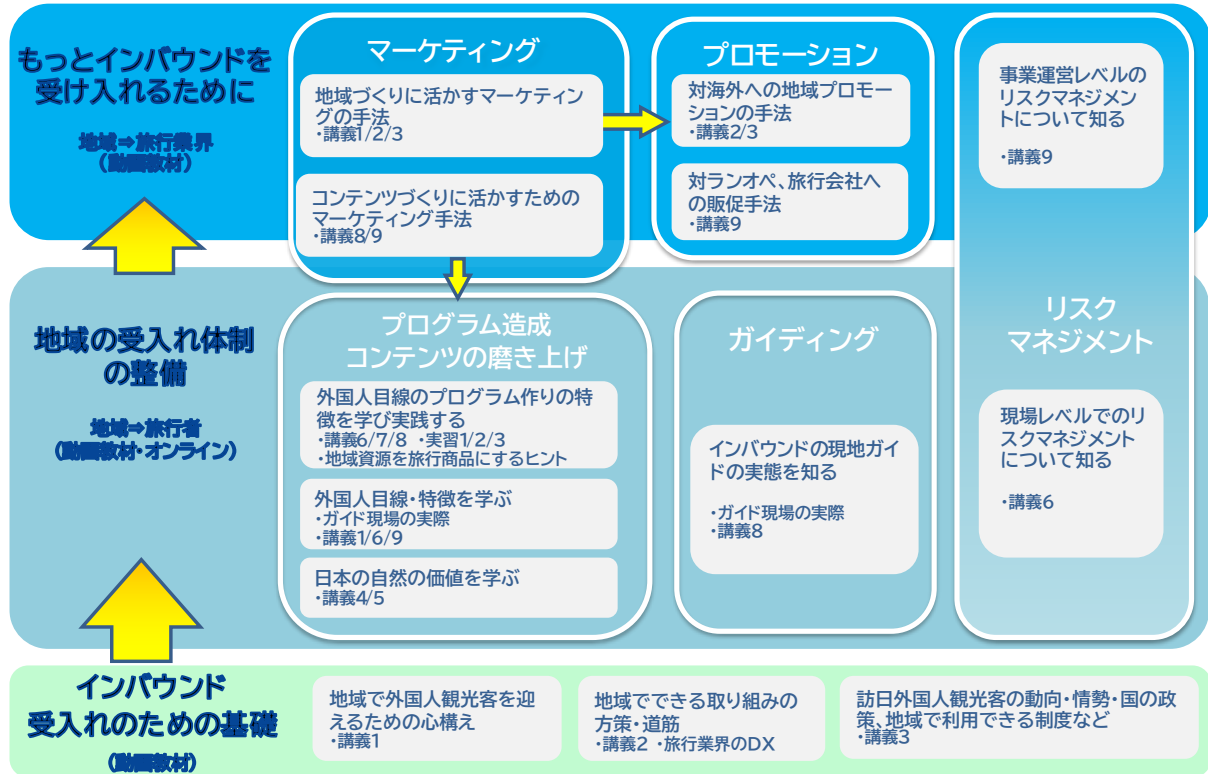 もっとインバウンドを
受け入れるために
地域⇒旅行業界
(動画教材)
マーケティング
地域づくりに活かすマーケティン
グの手法
・講義1/2/3
コンテンツづくりに活かすための
マーケティング手法
・講義8/9
プロモーション
対海外への地域プロモー
ションの手法
・講義2/3
対ランオペ、旅行会社へ
の販促手法
・講義9
事業運営レベルの
リスクマネジメン
トについて知る
・講義9
地域の受入れ体制
の整備
地域⇒旅行者
(動画教材・オンライン)
プログラム造成
コンテンツの磨き上げ
外国人目線のプログラム作りの特
徴を学び実践する
・講義6/7/8 ・実習1/2/3
・地域資源を旅行商品にするヒント
外国人目線・特徴を学ぶ
・ガイド現場の実際
・講義1/6/9
日本の自然の価値を学ぶ
・講義4/5
ガイディング
インバウンドの現地ガイ
ドの実態を知る
・ガイド現場の実際
・講義8
リスク
マネジメント
現場レベルでのリ
スクマネジメント
について知る
・講義6
インバウンド
受入れのための基礎
(動画教材)
地域で外国人観光客を迎
えるための心構え
・講義1
地域でできる取り組みの
方策・道筋
・講義2 ・旅行業界のDX
訪日外国人観光客の動向・情勢・国の政
策、地域で利用できる制度など
・講義3